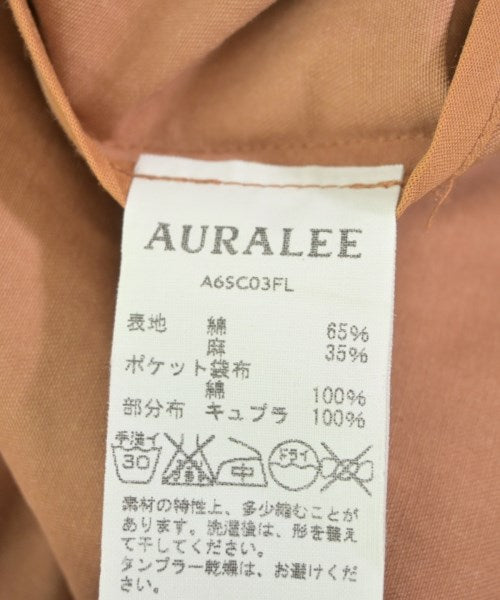 AURALEE
A6SC03FL
表地 綿 65%
麻 35%
ポケット袋布
綿 100%
部分布 キュプラ 100%
手洗イ 30 中 ドライ
素材の特性上、多少縮むことが
あります。洗濯後は、形を整え
て干してください。
タンブラー乾燥は、お避けくだ
さい。